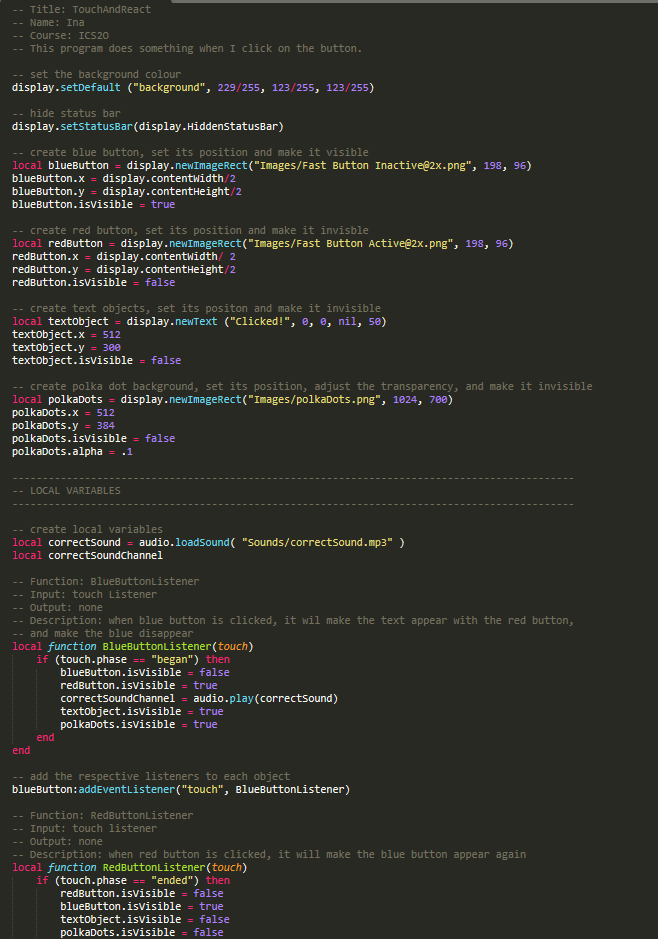 -- Title: TouchAndReact
-- Name: Ina
-- Course: ICS2O
-- This program does something when I click on the button.
-- set the background colour
display.setDefault ("background", 229/255, 123/255, 123/255)
-- hide status bar
display.setStatusBar(display.HiddenStatusBar)
-- create blue button, set its position and make it visible
local blueButton = display.newImageRect("Images/Fast Button Inactive@2x.png", 198, 96)
blueButton.x = display.contentWidth/2
blueButton.y = display.contentHeight/2
blueButton.isVisible = true
-- create red button, set its position and make it invisble
local redButton = display.newImageRect("Images/Fast Button Active@2x.png", 198, 96)
redButton.x = display.contentWidth/ 2
redButton.y = display.contentHeight/2
redButton.isVisible = false
-- create text objects, set its positon and make it invisible
local textObject = display.newText ("Clicked!", 0, 0, nil, 50)
textObject.x = 512
textObject.y = 300
textObject.isVisible = false
-- create polka dot background, set its position, adjust the transparency, and make it invisible
local polkaDots = display.newImageRect("Images/polkaDots.png", 1024, 700)
polkaDots.x = 512
polkaDots.y = 384
polkaDots.isVisible = false
polkaDots.alpha = .1
---------------------------------------------------------------------------------------------
-- LOCAL VARIABLES
---------------------------------------------------------------------------------------------
-- create local variables
local correctSound = audio.loadSound( "Sounds/correctSound.mp3" )
local correctSoundChannel
-- Function: BlueButtonListener
-- Input: touch Listener
-- Output: none
-- Description: when blue button is clicked, it wil make the text appear with the red button,
-- and make the blue disappear
local function BlueButtonListener(touch)
if (touch.phase == "began") then
blueButton.isVisible = false
redButton.isVisible = true
correctSoundChannel = audio.play(correctSound)
textObject.isVisible = true
polkaDots.isVisible = true
end
end
-- add the respective listeners to each object
blueButton:addEventListener("touch", BlueButtonListener)
-- Function: RedButtonListener
-- Input: touch listener
-- Output: none
-- Description: when red button is clicked, it will make the blue button appear again
local function RedButtonListener(touch)
if (touch.phase == "ended") then
redButton.isVisible = false
blueButton.isVisible = true
textObject.isVisible = false
polkaDots.isVisible = false